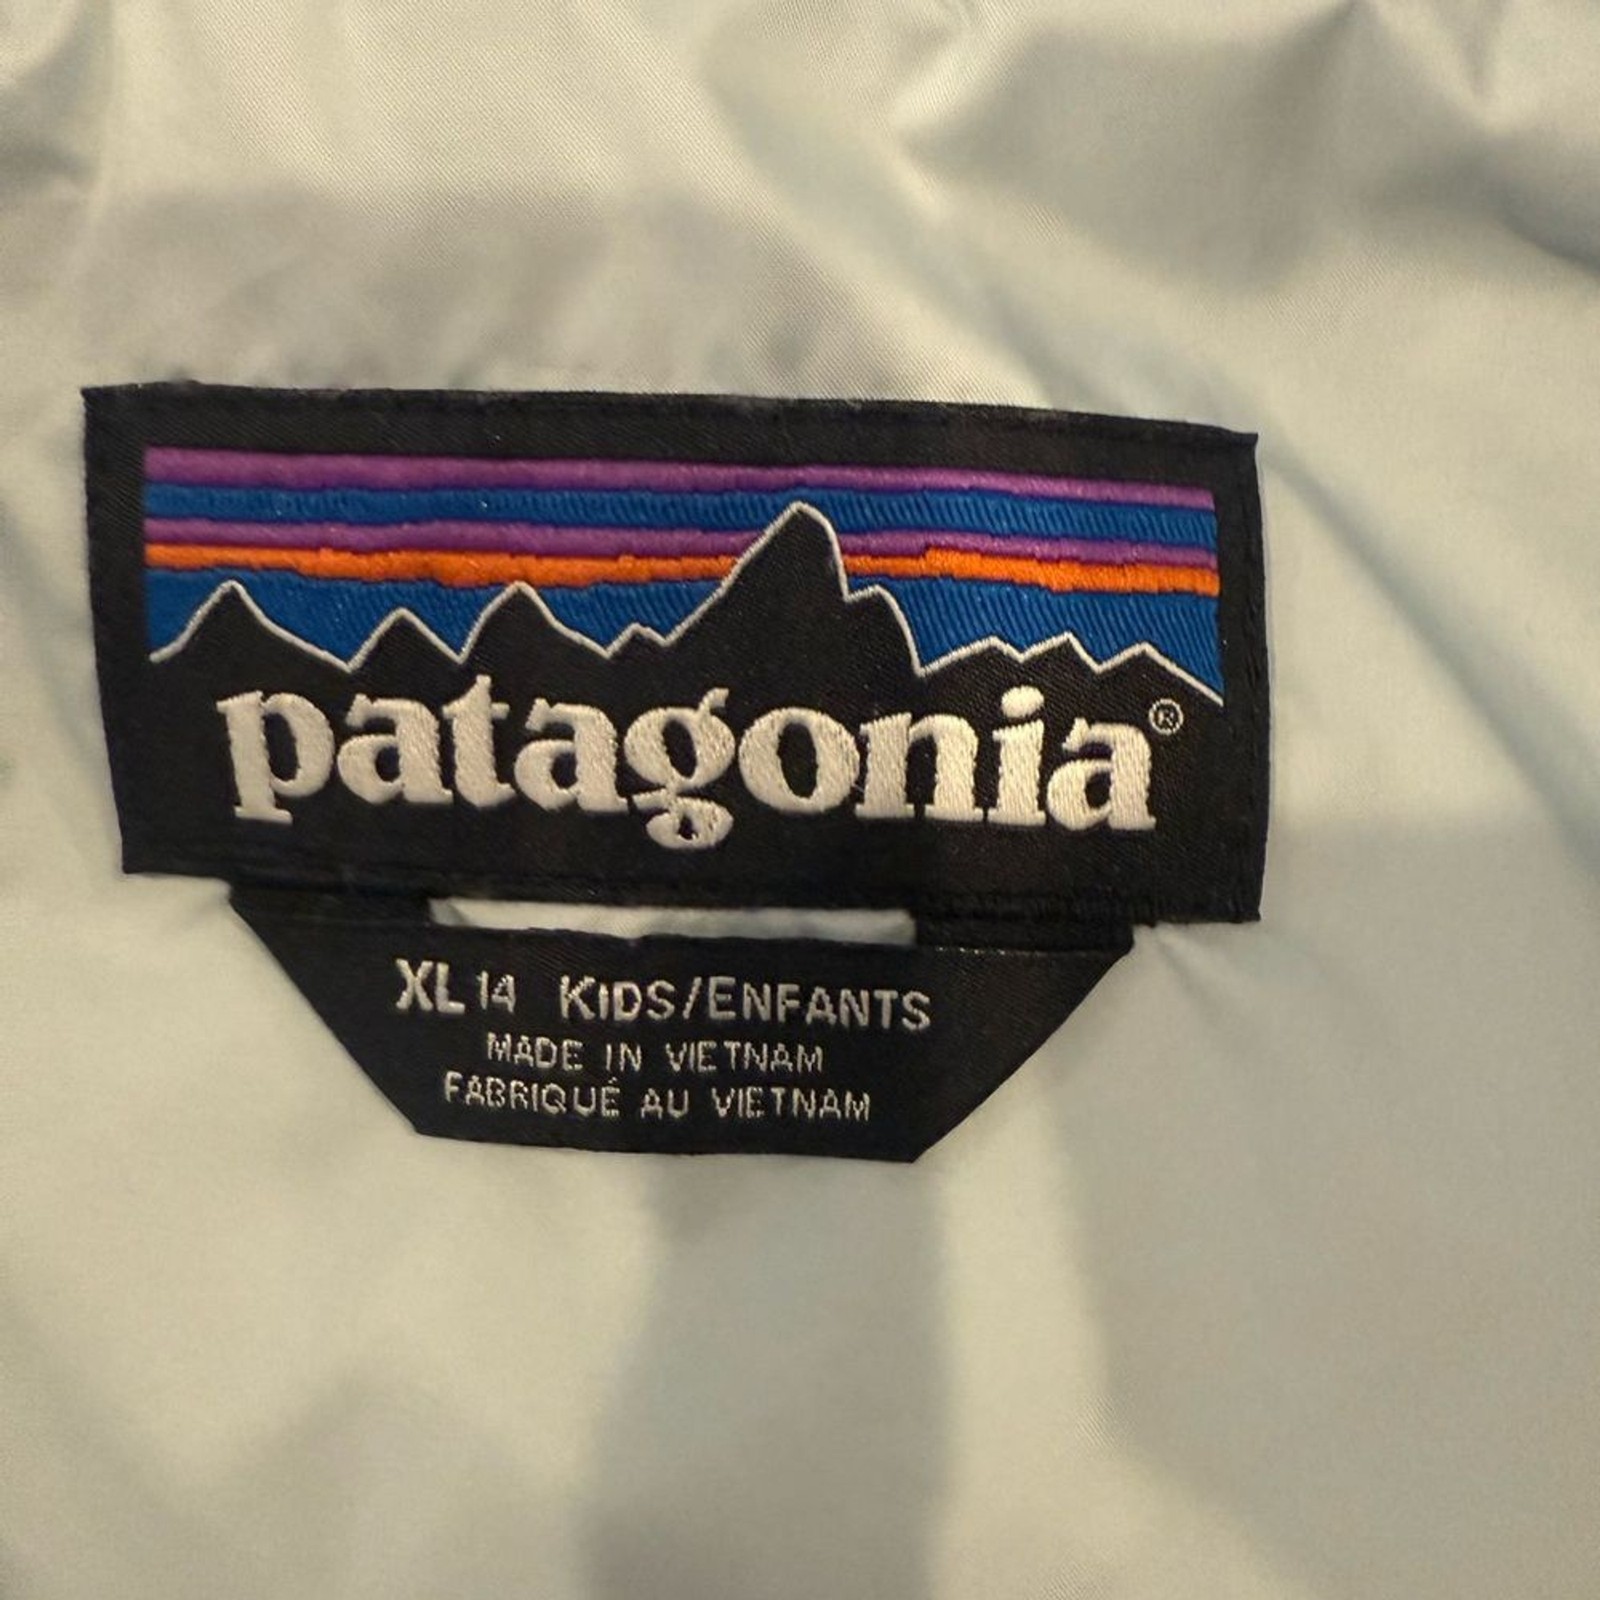 patagonia®
XL 14 KIDS/ENFANTS
MADE IN VIETNAM
FABRIQUÉ AU VIETNAM